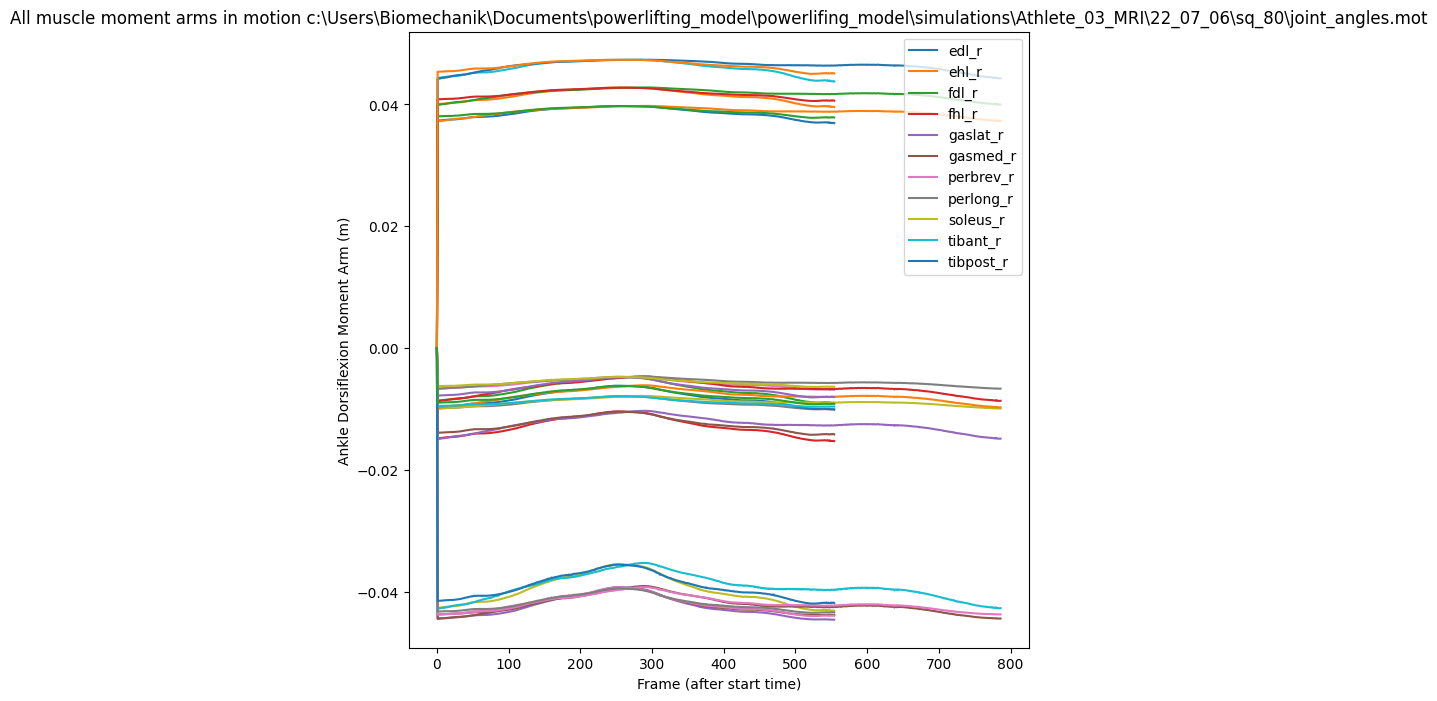 All muscle moment arms in motion c:\Users\Biomechanik\Documents\powerlifting_model\powerlifing_model\simulations\Athlete_03_MRI\22_07_06\sq_80\joint_angles.mot
edl_r
ehl_r
fdl_r
fhl_r
gaslat_r
gasmed_r
perbrev_r
perlong_r
soleus_r
tibant_r
tibpost_r
Ankle Dorsiflexion Moment Arm (m)
0.04
0.02
0.00
−0.02
−0.04
0 100 200 300 400 500 600 700 800
Frame (after start time)